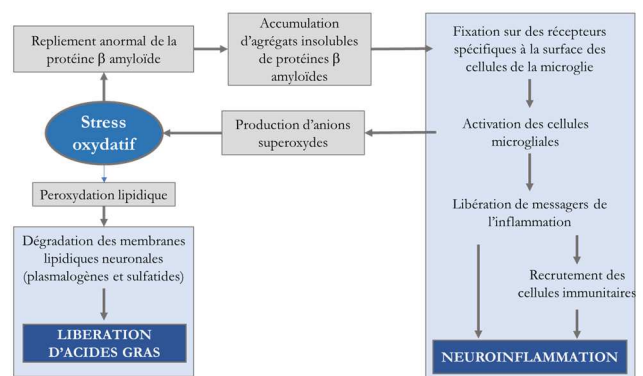 Repliement anormal de la
protéine β amyloïde
Accumulation
d'agrégats insolubles
de protéines β
amyloïdes
Fixation sur des récepteurs
spécifiques à la surface des
cellules de la microglie
Stress
oxydatif
Production d'anions
superoxydes
Activation des cellules
microgliales
Peroxydation lipidique
Libération de messagers de
l'inflammation
Dégradation des membranes
lipidiques neuronales
(plasmalogènes et sulfatides)
Recrutement des
cellules immunitaires
LIBERATION
D'ACIDES GRAS
NEUROINFLAMMATION